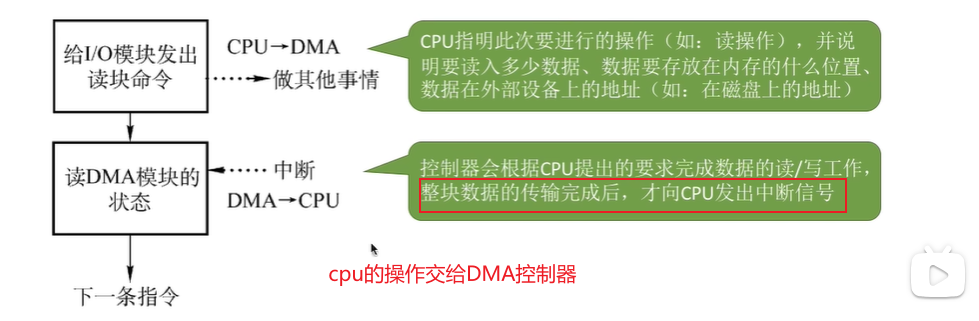 给I/O模块发出
读块命令
CPU→DMA
做其他事情
CPU指明此次要进行的操作（如：读操作），并说
明要读入多少数据、数据要存放在内存的什么位置、
数据在外部设备上的地址（如：在磁盘上的地址）
读DMA模块的
状态
中断
DMA→CPU
控制器会根据CPU提出的要求完成数据的读/写工作，
整块数据的传输完成后，才向CPU发出中断信号
cpu的操作交给DMA控制器
下一条指令